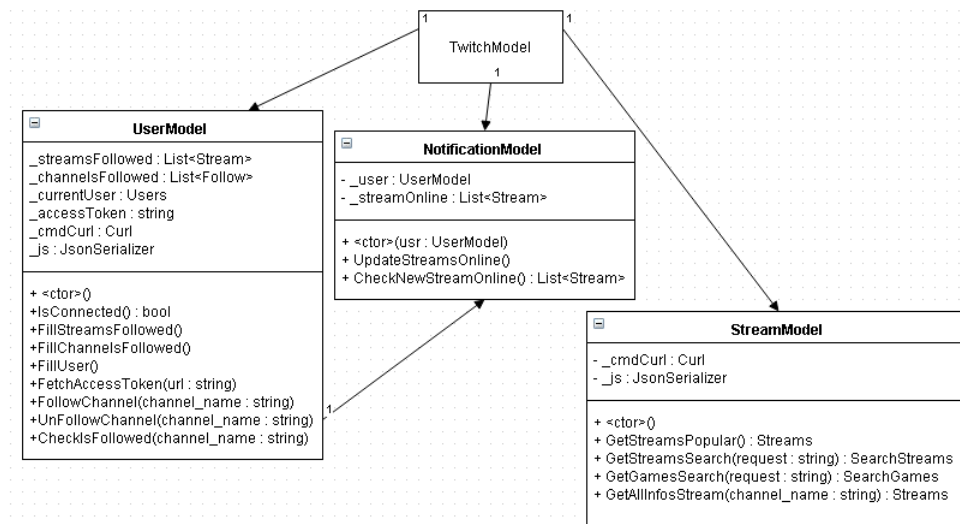 1
1
TwitchModel
1
UserModel
_streamsFollowed : List<Stream>
_channelsFollowed : List<Follow>
_currentUser : Users
_accessToken : string
_cmdCurl : Curl
_js : JsonSerializer
+ <ctor>()
+IsConnected() : bool
+FillStreamsFollowed()
+FillChannelsFollowed()
+FillUser()
+FetchAccessToken(url : string)
+FollowChannel(channel_name : string)
+UnFollowChannel(channel_name : string)
+CheckIsFollowed(channel_name : string)
1
NotificationModel
- _user : UserModel
- _streamOnline : List<Stream>
+ <ctor>(usr : UserModel)
+ UpdateStreamsOnline()
+ CheckNewStreamOnline() : List<Stream>
StreamModel
- _cmdCurl : Curl
- _js : JsonSerializer
+ <ctor>()
+ GetStreamsPopular() : Streams
+ GetStreamsSearch(request : string) : SearchStreams
+ GetGamesSearch(request : string) : SearchGames
+ GetAllInfosStream(channel_name : string) : Streams